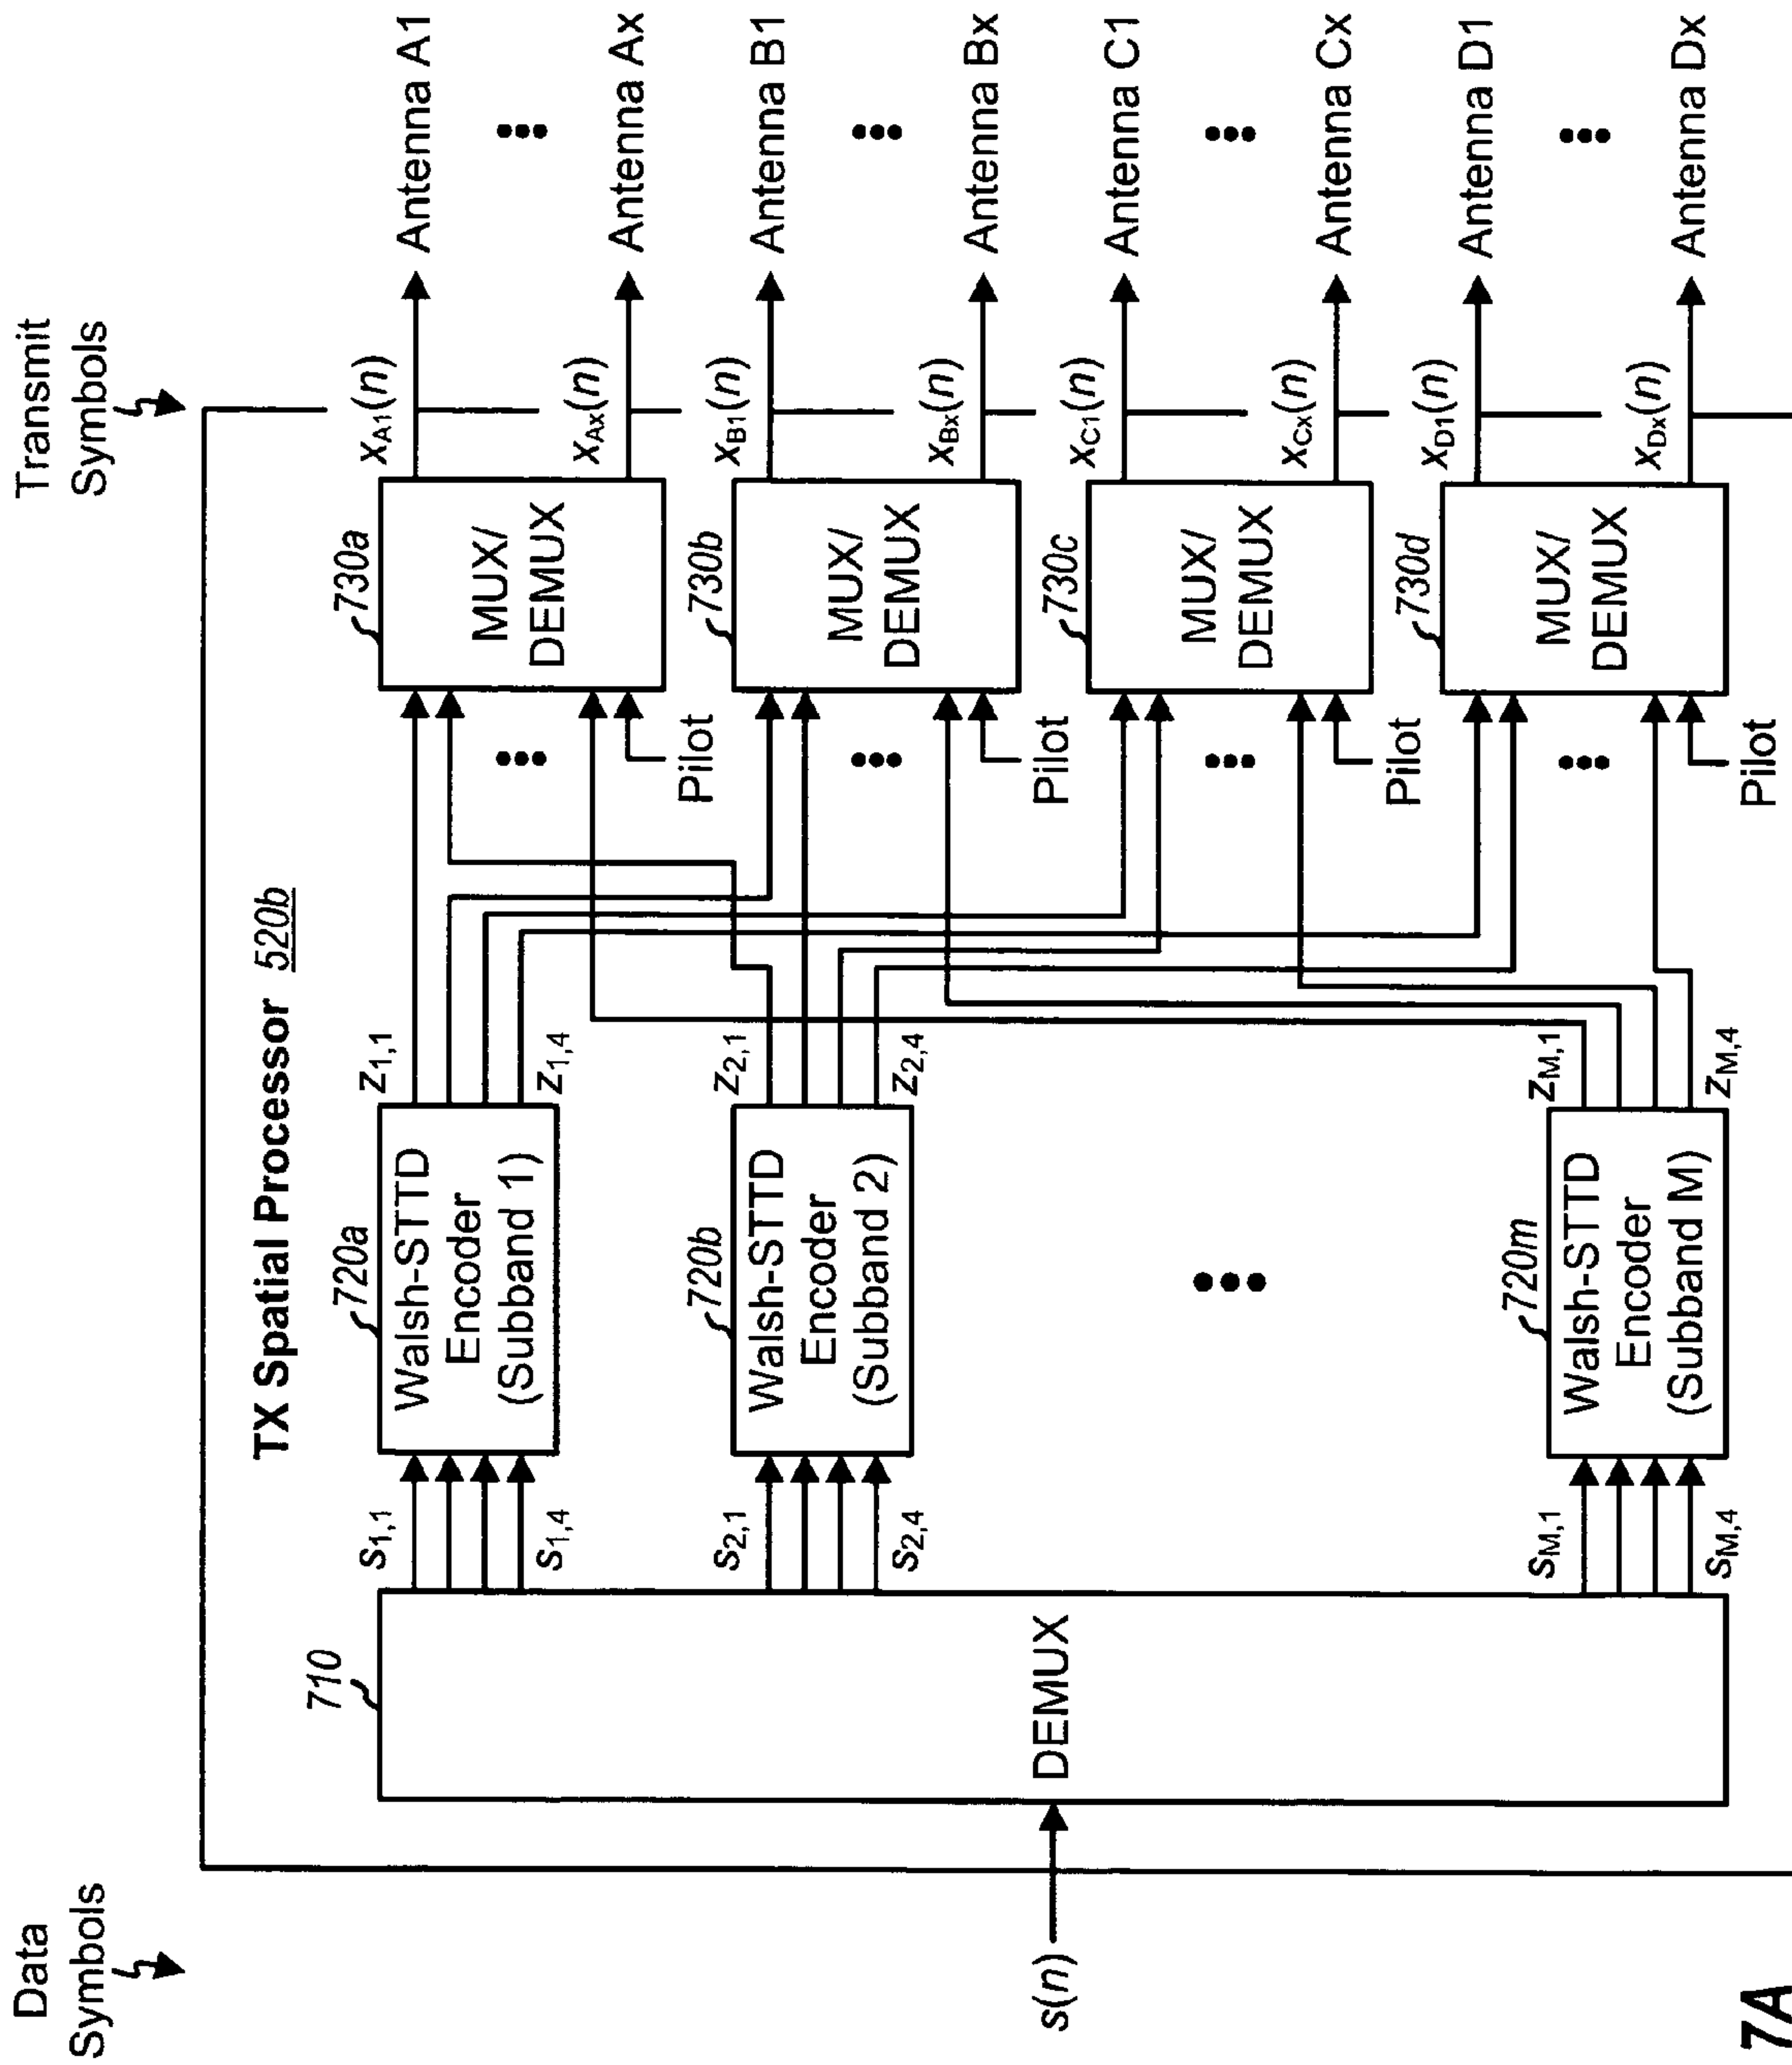 Data
Symbols
Transmit
Symbols
TX Spatial Processor 520b
s(n)
710
DEMUX
s1,1
s1,4
s2,1
s2,4
sM,1
sM,4
720a
Walsh-STTD
Encoder
(Subband 1)
720b
Walsh-STTD
Encoder
(Subband 2)
720m
Walsh-STTD
Encoder
(Subband M)
z1,1
z1,4
z2,1
z2,4
zM,1
zM,4
730a
MUX/
DEMUX
Pilot
730b
MUX/
DEMUX
Pilot
730c
MUX/
DEMUX
Pilot
730d
MUX/
DEMUX
Pilot
xA1(n)
Antenna A1
xAx(n)
Antenna Ax
xB1(n)
Antenna B1
xBx(n)
Antenna Bx
xC1(n)
Antenna C1
xCx(n)
Antenna Cx
xD1(n)
Antenna D1
xDx(n)
Antenna Dx
7A